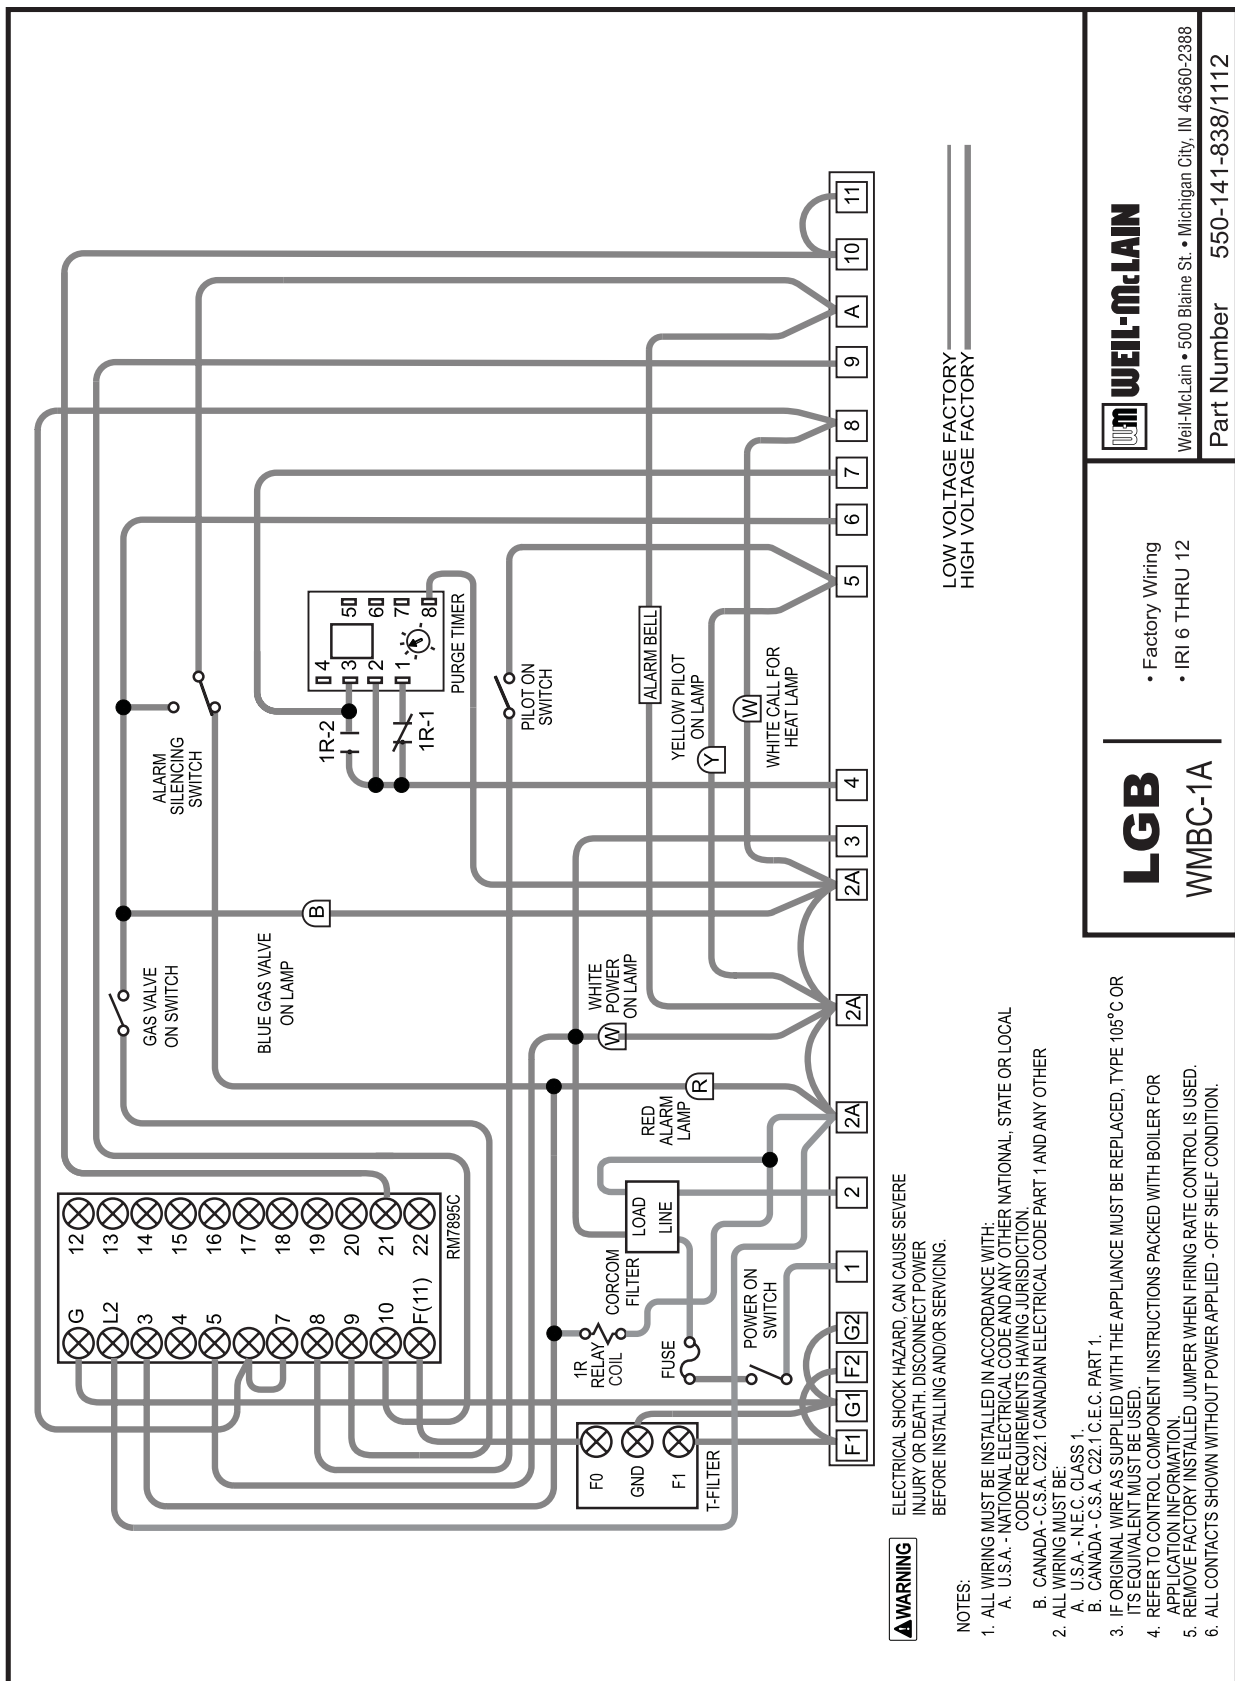 G
L2
3
4
5
7
8
9
10
F(11)
12
13
14
15
16
17
18
19
20
21
22
RM7895C
GAS VALVE
ON SWITCH
BLUE GAS VALVE
ON LAMP
B
ALARM
SILENCING
SWITCH
1R-2
1R-1
4
3
2
1
5
6
7
8
PURGE TIMER
PILOT ON
SWITCH
ALARM BELL
YELLOW PILOT
ON LAMP
Y
WHITE CALL FOR
HEAT LAMP
W
WHITE
POWER
ON LAMP
W
RED
ALARM
LAMP
R
LOAD
LINE
CORCOM
FILTER
1R
RELAY
COIL
FUSE
POWER ON
SWITCH
F0
GND
F1
T-FILTER
F1
G1
F2
G2
1
2
2A
2A
2A
3
4
5
6
7
8
9
A
10
11
LOW VOLTAGE FACTORY
HIGH VOLTAGE FACTORY
WARNING
ELECTRICAL SHOCK HAZARD, CAN CAUSE SEVERE
INJURY OR DEATH. DISCONNECT POWER
BEFORE INSTALLING AND/OR SERVICING.
NOTES:
1. ALL WIRING MUST BE INSTALLED IN ACCORDANCE WITH:
A. U.S.A. - NATIONAL ELECTRICAL CODE AND ANY OTHER NATIONAL, STATE OR LOCAL
CODE REQUIREMENTS HAVING JURISDICTION.
B. CANADA - C.S.A. C22.1 CANADIAN ELECTRICAL CODE PART 1 AND ANY OTHER
2. ALL WIRING MUST BE:
A. U.S.A. - N.E.C. CLASS 1.
B. CANADA - C.S.A. C22.1 C.E.C. PART 1.
3. IF ORIGINAL WIRE AS SUPPLIED WITH THE APPLIANCE MUST BE REPLACED, TYPE 105°C OR
ITS EQUIVALENT MUST BE USED.
4. REFER TO CONTROL COMPONENT INSTRUCTIONS PACKED WITH BOILER FOR
APPLICATION INFORMATION.
5. REMOVE FACTORY INSTALLED JUMPER WHEN FIRING RATE CONTROL IS USED.
6. ALL CONTACTS SHOWN WITHOUT POWER APPLIED - OFF SHELF CONDITION.
LGB
WMBC-1A
• Factory Wiring
• IRI 6 THRU 12
WM WEIL-McLAIN
Weil-McLain • 500 Blaine St. • Michigan City, IN 46360-2388
Part Number 550-141-838/1112